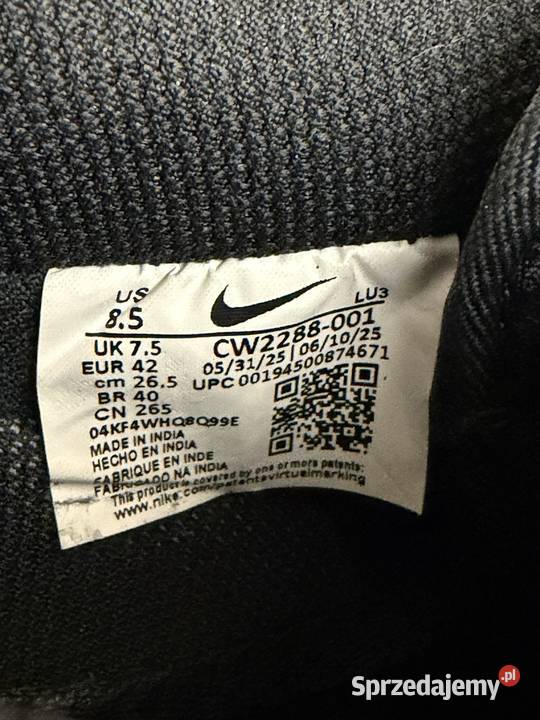 US
8.5
LU3
UK 7.5
CW2288-001
EUR 42
05/31/25 | 06/10/25
cm 26.5
UPC 00194500874671
BR 40
CN 265
04KF4WHQ8Q99E
MADE IN INDIA
HECHO EN INDIA
FABRIQUE EN INDE
FABRICADO NA INDIA
This product is covered by one or more patents:
www.nike.com/patentsvirtualmarking
Sprzedajemy.pl